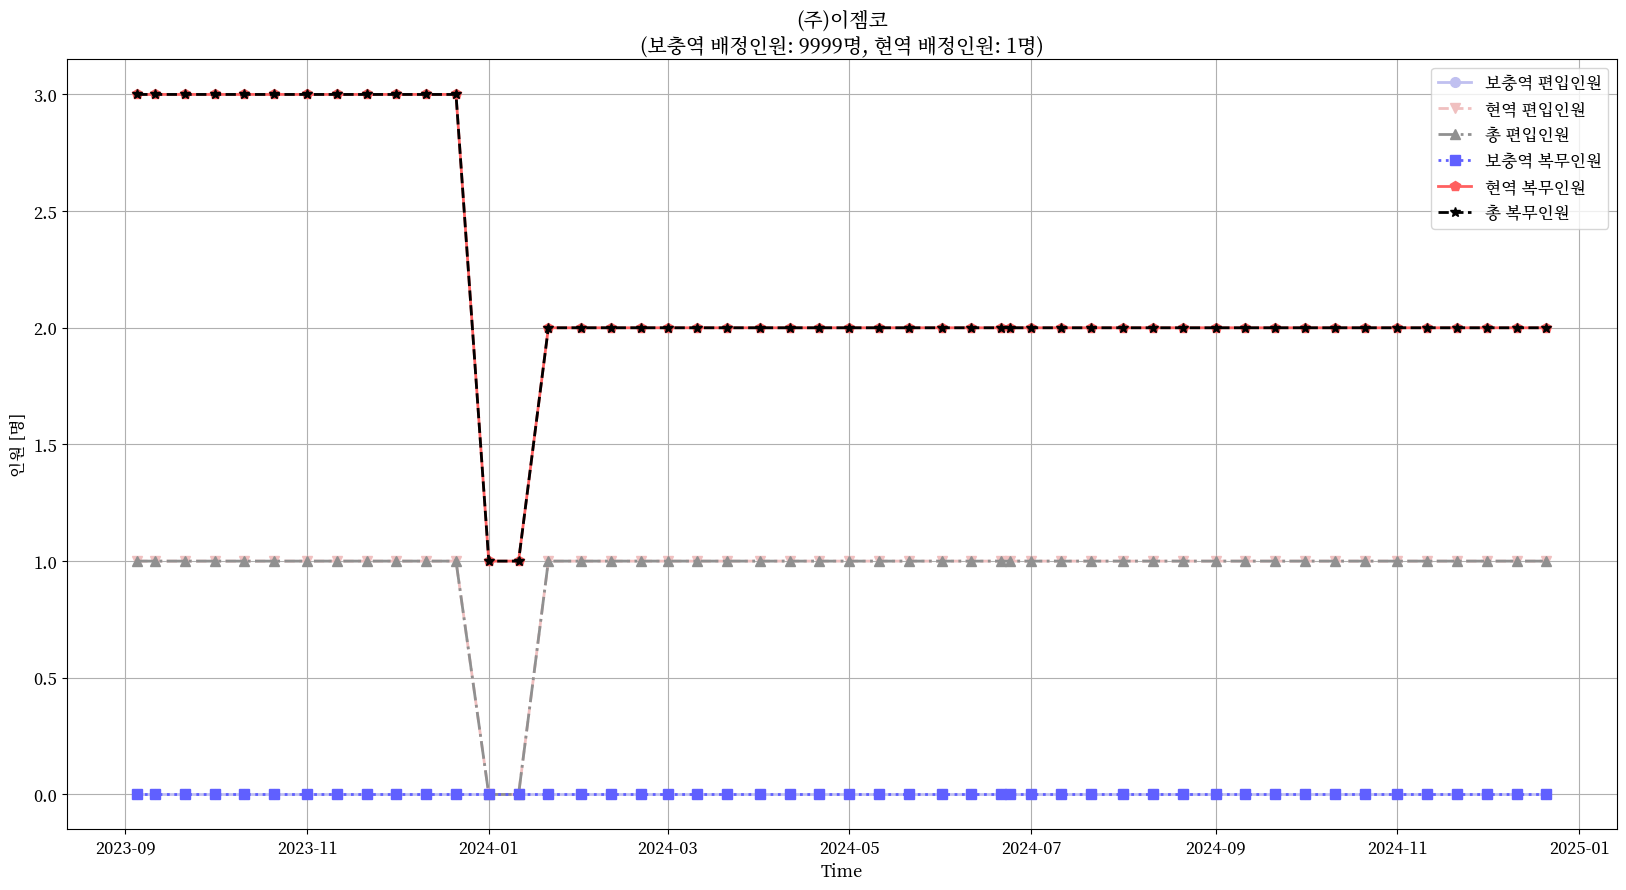 (주)이젬코
(보충역 배정인원: 9999명, 현역 배정인원: 1명)
보충역 편입인원
현역 편입인원
총 편입인원
보충역 복무인원
현역 복무인원
총 복무인원
인원 [명]
3.0
2.5
2.0
1.5
1.0
0.5
0.0
2023-09 2023-11 2024-01 2024-03 2024-05 2024-07 2024-09 2024-11 2025-01
Time